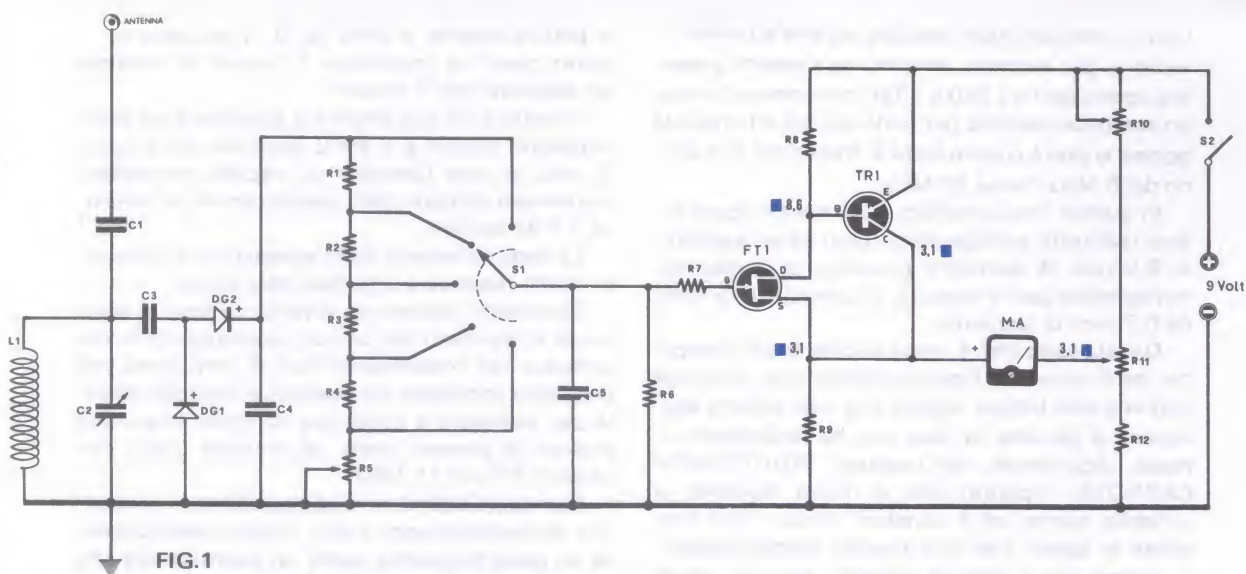 ANTENNA
C1
L1
C2
C3
DG1
DG2
C4
R1
R2
R3
R4
R5
S1
C5
R6
R7
FT1
G
D
S
R8
8,6
TR1
B
E
C
3,1
3,1
R9
M.A
+
3,1
R10
R11
R12
S2
+
9 Volt
-
FIG.1